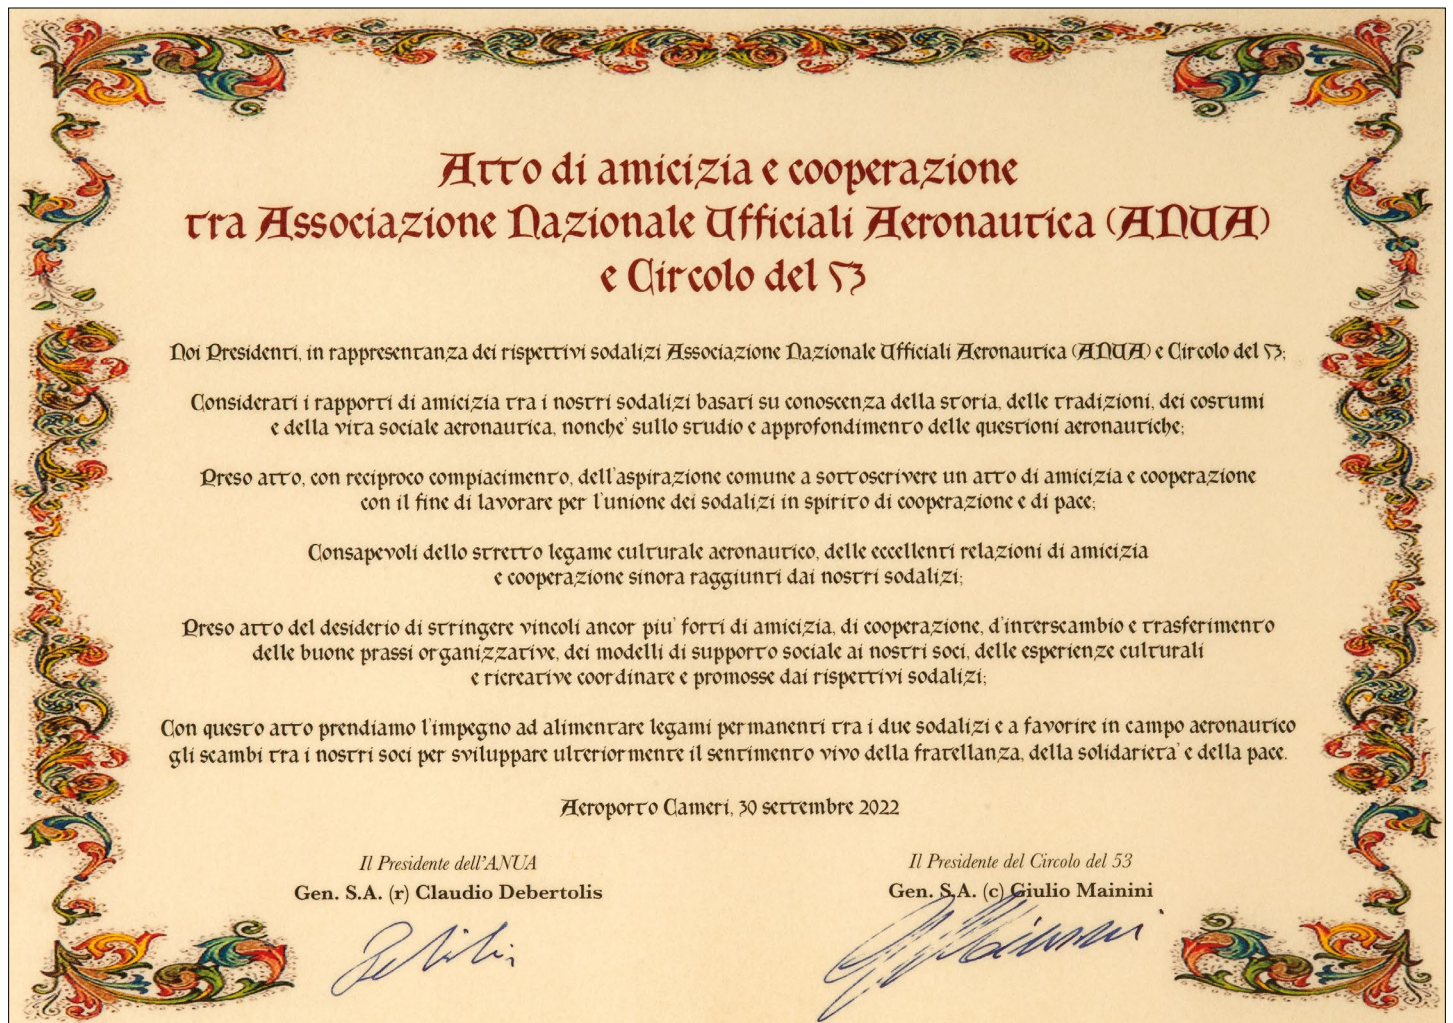 Atto di amicizia e cooperazione
tra Associazione Nazionale Ufficiali Aeronautica (ANUA)
e Circolo del 53
Noi Presidenti, in rappresentanza dei rispettivi sodalizi Associazione Nazionale Ufficiali Aeronautica (ANUA) e Circolo del 53;
Considerati i rapporti di amicizia tra i nostri sodalizi basati su conoscenza della storia, delle tradizioni, dei costumi
e della vita sociale aeronautica, nonche' sullo studio e approfondimento delle questioni aeronautiche;
Preso atto, con reciproco compiacimento, dell'aspirazione comune a sottoscrivere un atto di amicizia e cooperazione
con il fine di lavorare per l'unione dei sodalizi in spirito di cooperazione e di pace;
Consapevoli dello stretto legame culturale aeronautico, delle eccellenti relazioni di amicizia
e cooperazione sinora raggiunti dai nostri sodalizi;
Preso atto del desiderio di stringere vincoli ancor piu' forti di amicizia, di cooperazione, d'interscambio e trasferimento
delle buone prassi organizzative, dei modelli di supporto sociale ai nostri soci, delle esperienze culturali
e ricreative coordinate e promosse dai rispettivi sodalizi;
Con questo atto prendiamo l'impegno ad alimentare legami permanenti tra i due sodalizi e a favorire in campo aeronautico
gli scambi tra i nostri soci per sviluppare ulteriormente il sentimento vivo della fratellanza, della solidarieta' e della pace.
Aeroporto Cameri, 30 settembre 2022
Il Presidente dell'ANUA
Gen. S.A. (r) Claudio Debertolis
Il Presidente del Circolo del 53
Gen. S.A. (c) Giulio Mainini